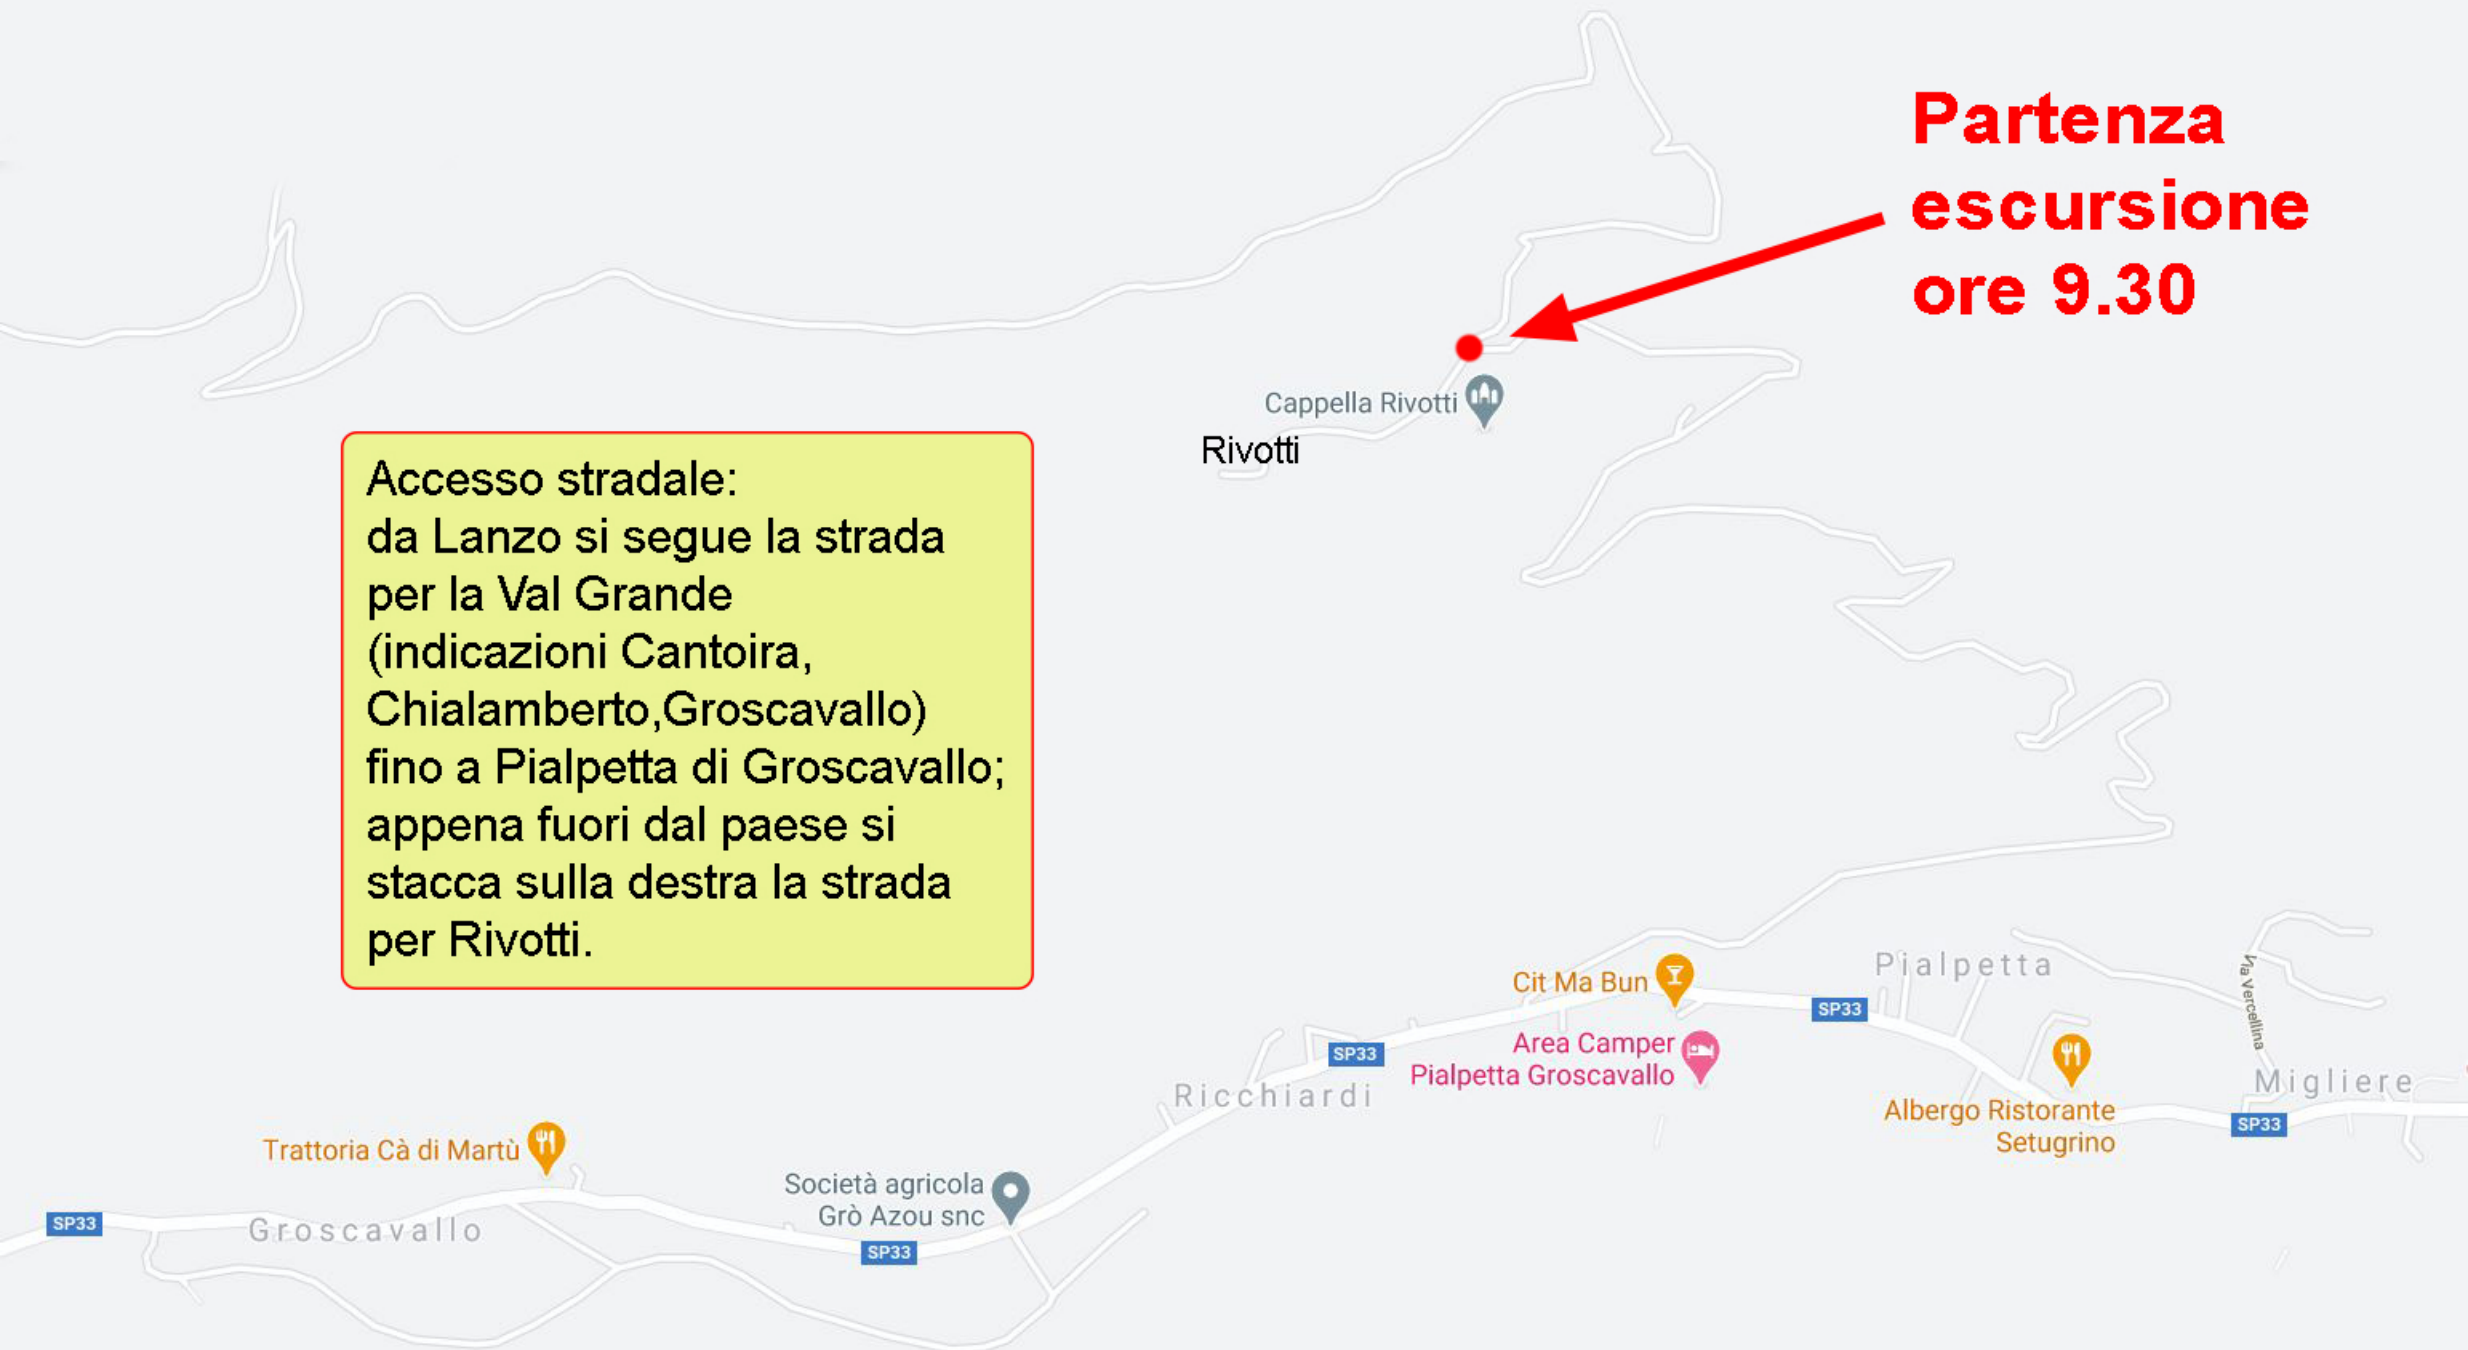 Partenza
escursione
ore 9.30
Cappella Rivotti
Rivotti
Accesso stradale:
da Lanzo si segue la strada
per la Val Grande
(indicazioni Cantoira,
Chialamberto,Groscavallo)
fino a Pialpetta di Groscavallo;
appena fuori dal paese si
stacca sulla destra la strada
per Rivotti.
Cit Ma Bun
Pialpetta
Via Vercellina
SP33
SP33
Area Camper
Pialpetta Groscavallo
Ricchiardi
Migliere
Albergo Ristorante
Setugrino
SP33
Trattoria Cà di Martù
Società agricola
Grò Azou snc
SP33
Groscavallo
SP33